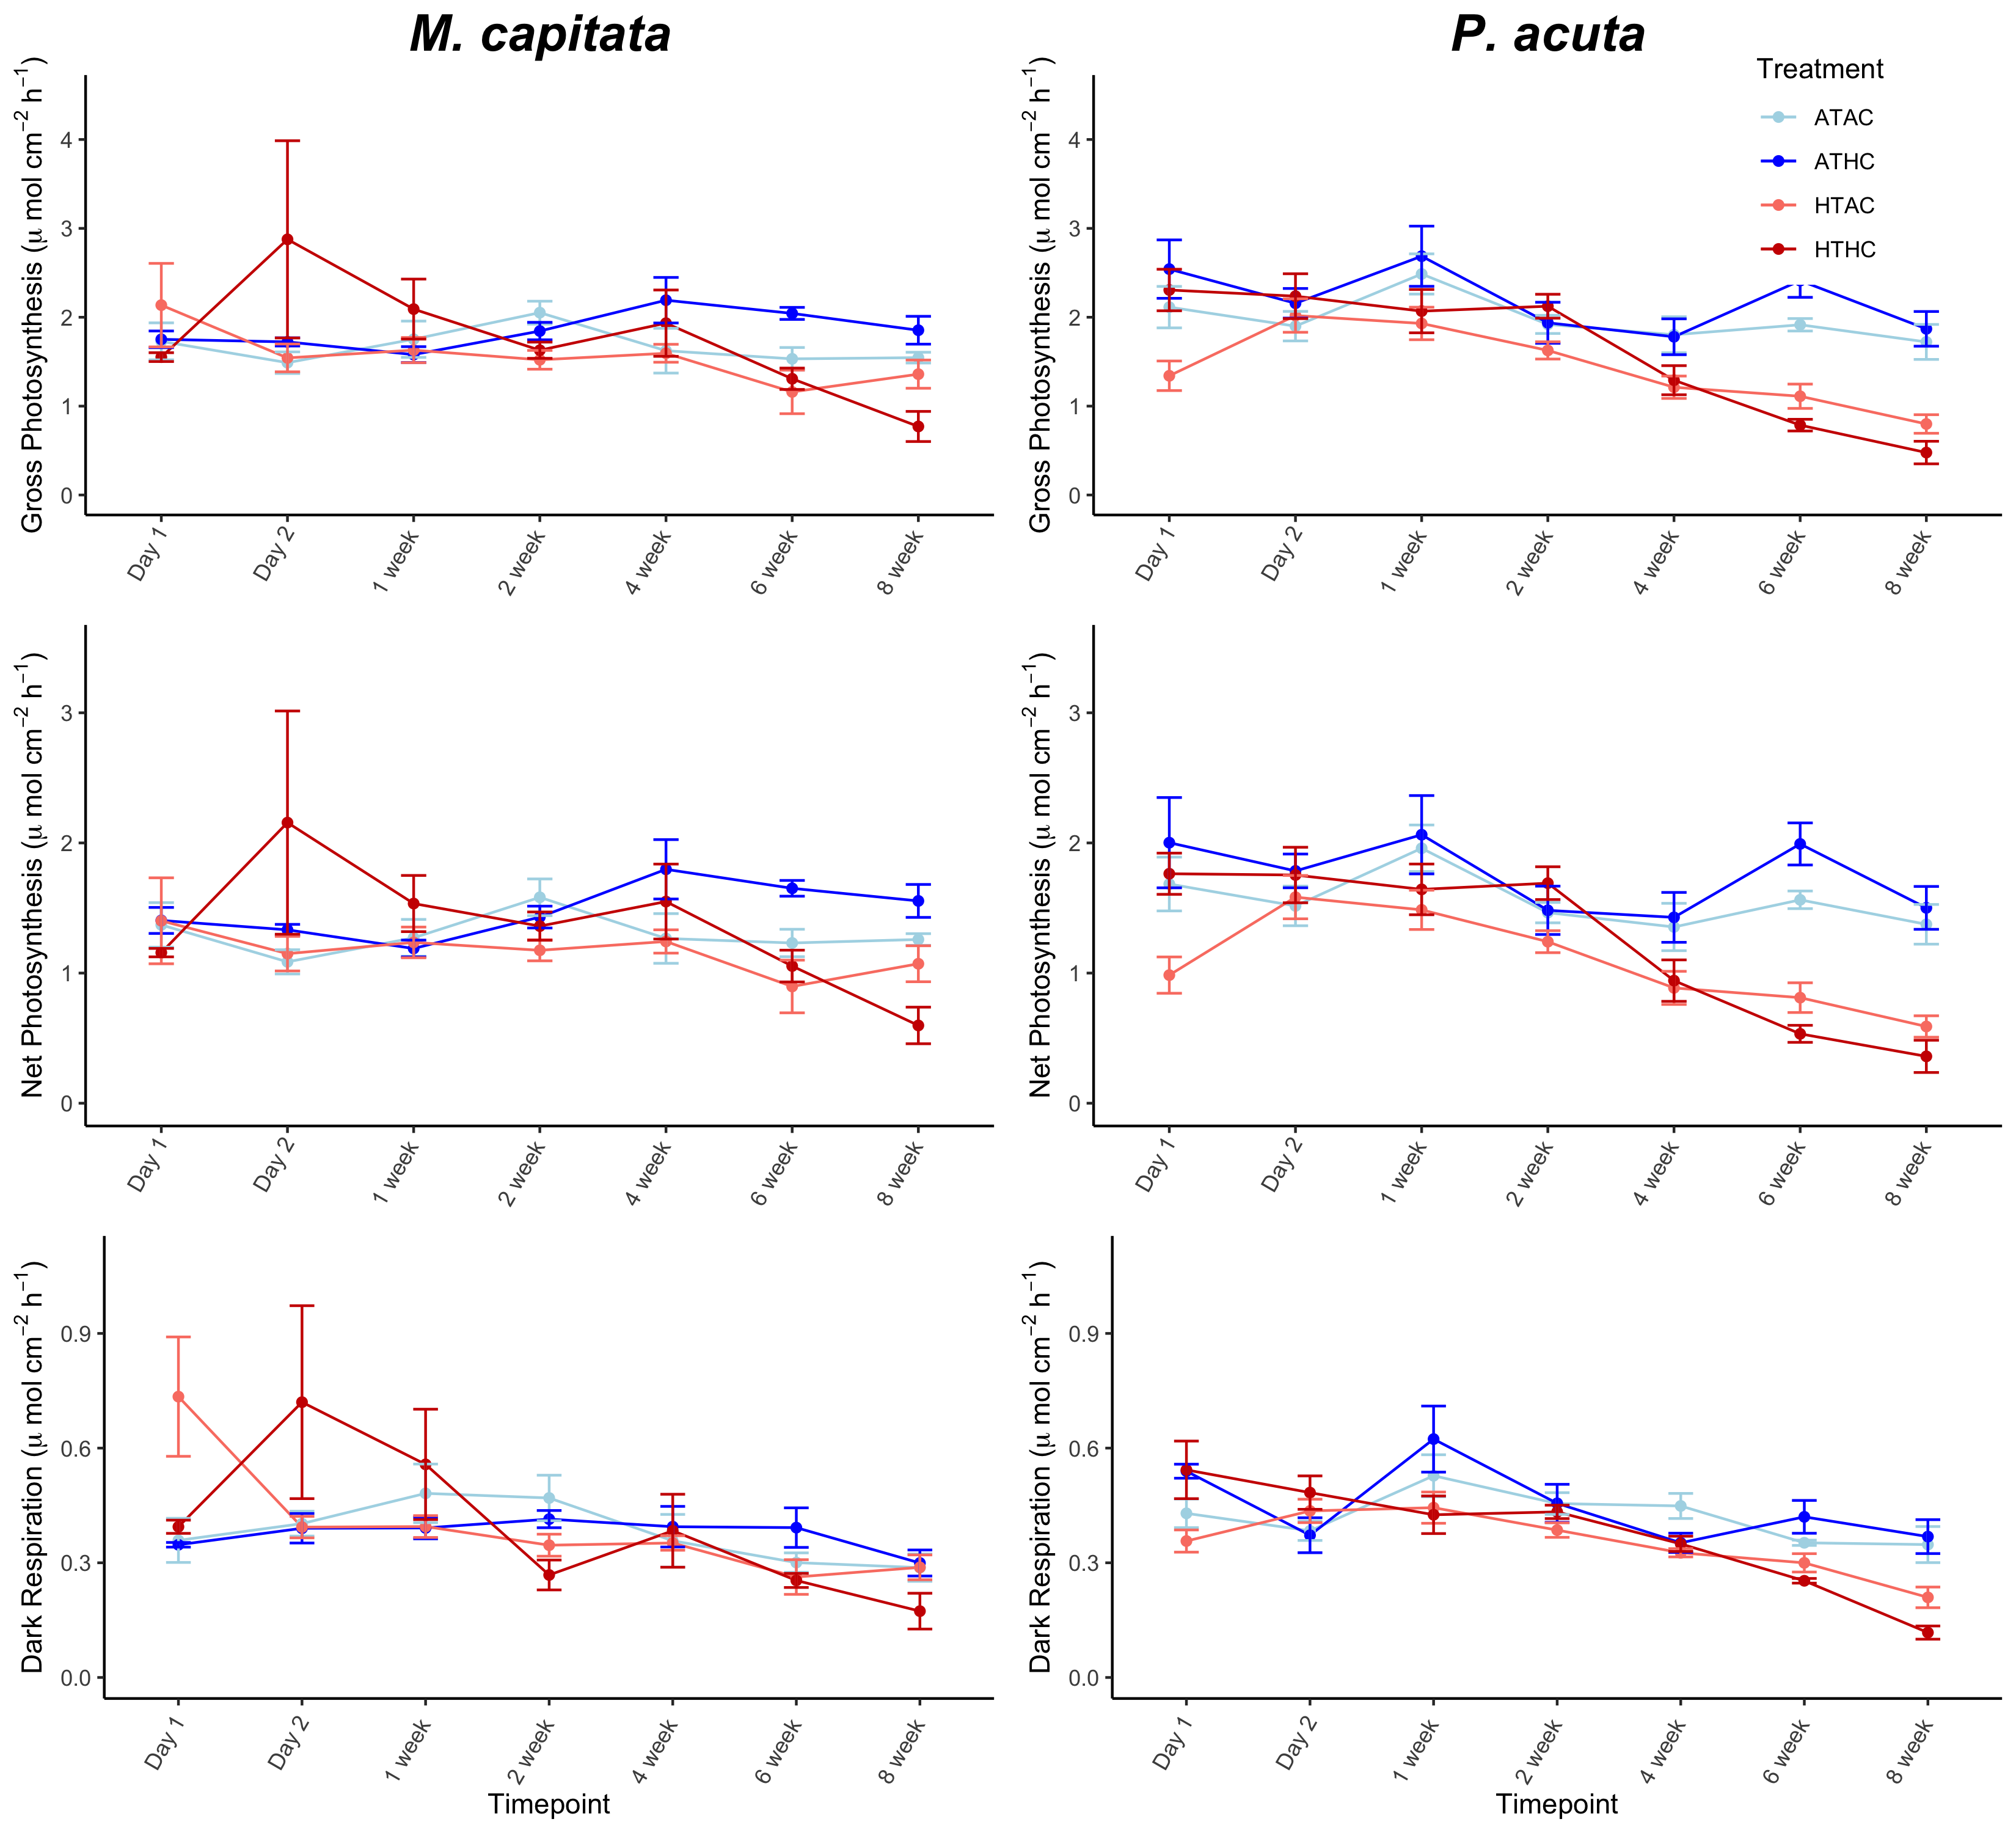 M. capitata
P. acuta
Treatment
ATAC
ATHC
HTAC
HTHC
Gross Photosynthesis (μ mol cm⁻² h⁻¹)
4
3
2
1
0
Day 1
Day 2
1 week
2 week
4 week
6 week
8 week
Gross Photosynthesis (μ mol cm⁻² h⁻¹)
4
3
2
1
0
Day 1
Day 2
1 week
2 week
4 week
6 week
8 week
Net Photosynthesis (μ mol cm⁻² h⁻¹)
3
2
1
0
Day 1
Day 2
1 week
2 week
4 week
6 week
8 week
Net Photosynthesis (μ mol cm⁻² h⁻¹)
3
2
1
0
Day 1
Day 2
1 week
2 week
4 week
6 week
8 week
Dark Respiration (μ mol cm⁻² h⁻¹)
0.9
0.6
0.3
0.0
Day 1
Day 2
1 week
2 week
4 week
6 week
8 week
Timepoint
Dark Respiration (μ mol cm⁻² h⁻¹)
0.9
0.6
0.3
0.0
Day 1
Day 2
1 week
2 week
4 week
6 week
8 week
Timepoint